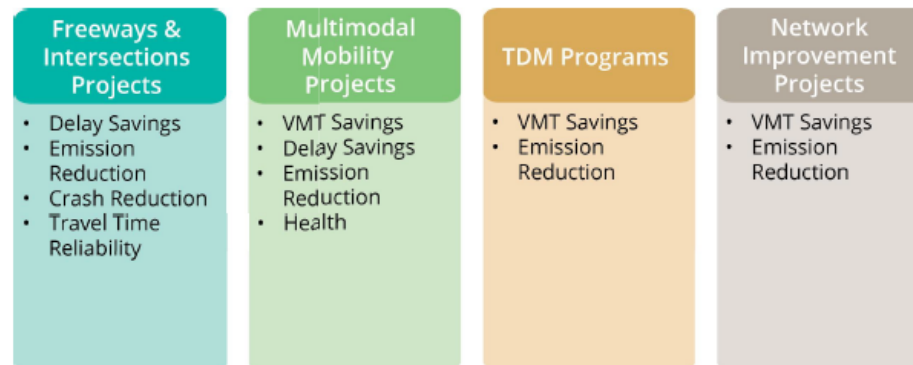 Freeways &
Intersections
Projects
• Delay Savings
• Emission
Reduction
• Crash Reduction
• Travel Time
Reliability
Multimodal
Mobility
Projects
• VMT Savings
• Delay Savings
• Emission
Reduction
• Health
TDM Programs
• VMT Savings
• Emission
Reduction
Network
Improvement
Projects
• VMT Savings
• Emission
Reduction